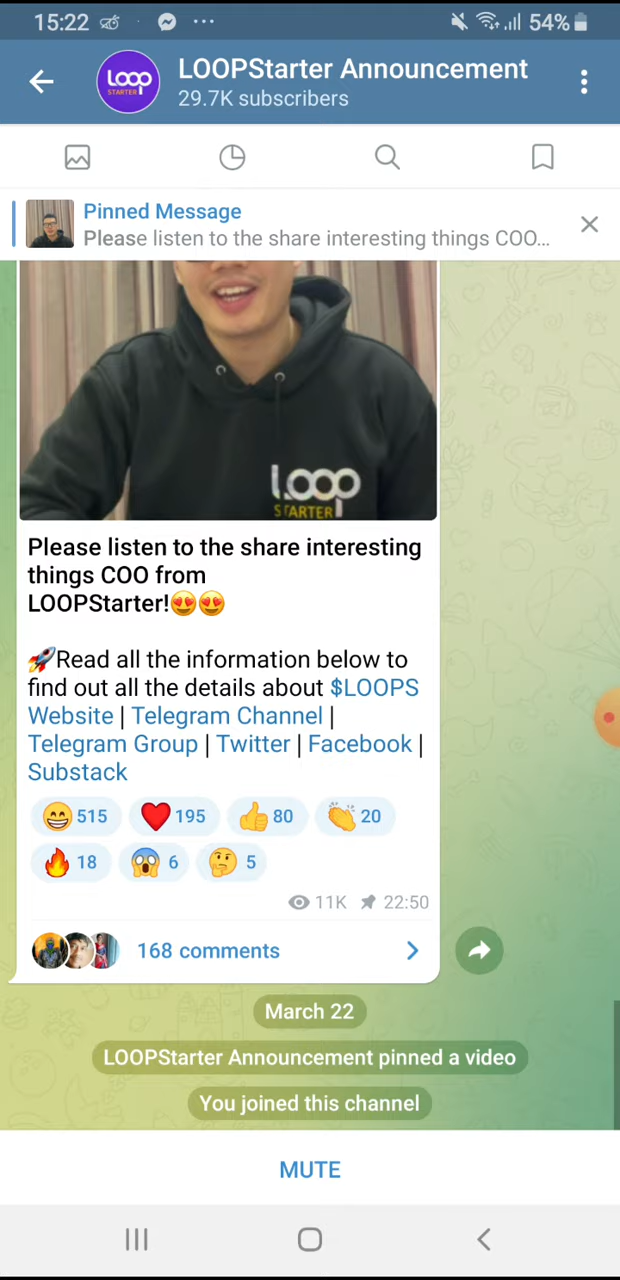 15:22 54%
LOOP STARTER
LOOPStarter Announcement
29.7K subscribers
Pinned Message
Please listen to the share interesting things COO...
Loop
STARTER
Please listen to the share interesting
things COO from
LOOPStarter!😍😍
🚀Read all the information below to
find out all the details about $LOOPS
Website | Telegram Channel |
Telegram Group | Twitter | Facebook |
Substack
😁 515 ❤️ 195 👍 80 👏 20
🔥 18 😱 6 🤔 5
11K 22:50
168 comments
March 22
LOOPStarter Announcement pinned a video
You joined this channel
MUTE